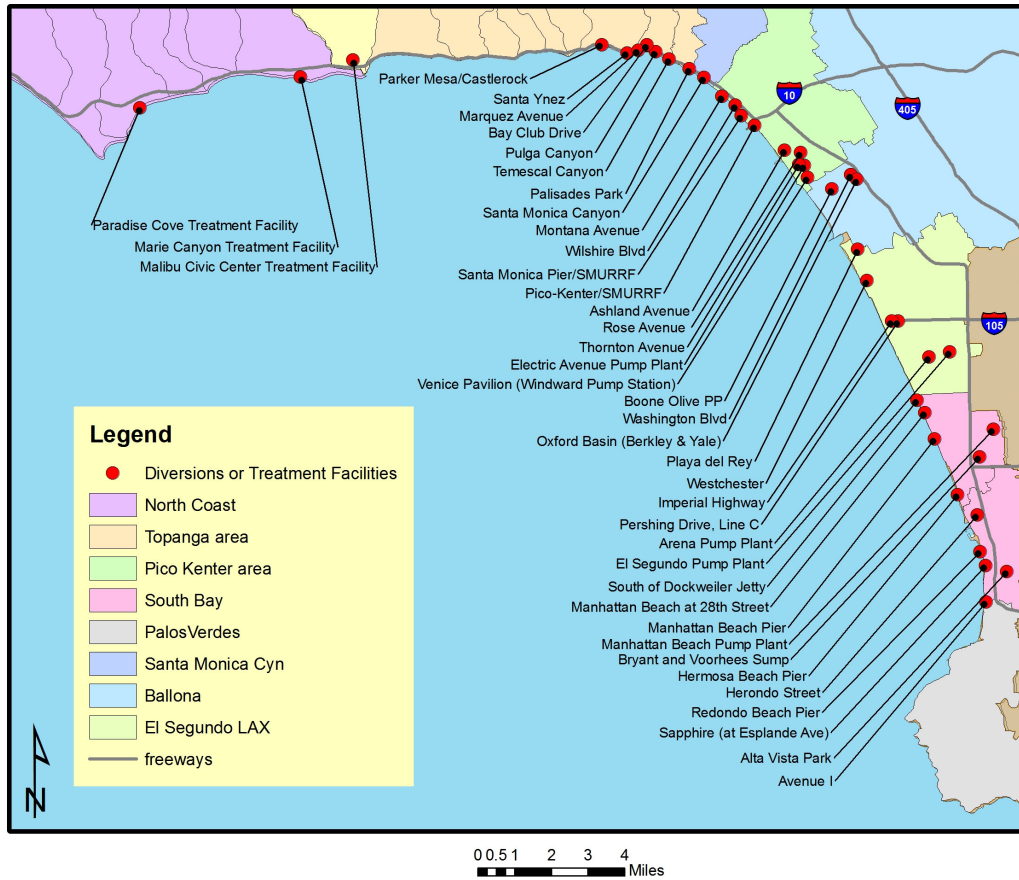 Parker Mesa/Castlerock
Santa Ynez
Marquez Avenue
Bay Club Drive
Pulga Canyon
Temescal Canyon
Palisades Park
Santa Monica Canyon
Montana Avenue
Wilshire Blvd
Santa Monica Pier/SMURRF
Pico-Kenter/SMURRF
Ashland Avenue
Rose Avenue
Thornton Avenue
Electric Avenue Pump Plant
Venice Pavilion (Windward Pump Station)
Boone Olive PP
Washington Blvd
Oxford Basin (Berkley & Yale)
Playa del Rey
Westchester
Imperial Highway
Pershing Drive, Line C
Arena Pump Plant
El Segundo Pump Plant
South of Dockweiler Jetty
Manhattan Beach at 28th Street
Manhattan Beach Pier
Manhattan Beach Pump Plant
Bryant and Voorhees Sump
Hermosa Beach Pier
Herondo Street
Redondo Beach Pier
Sapphire (at Esplande Ave)
Alta Vista Park
Avenue I
Paradise Cove Treatment Facility
Marie Canyon Treatment Facility
Malibu Civic Center Treatment Facility
10
405
105
Legend
Diversions or Treatment Facilities
North Coast
Topanga area
Pico Kenter area
South Bay
PalosVerdes
Santa Monica Cyn
Ballona
El Segundo LAX
freeways
N
0 0.5 1 2 3 4
Miles